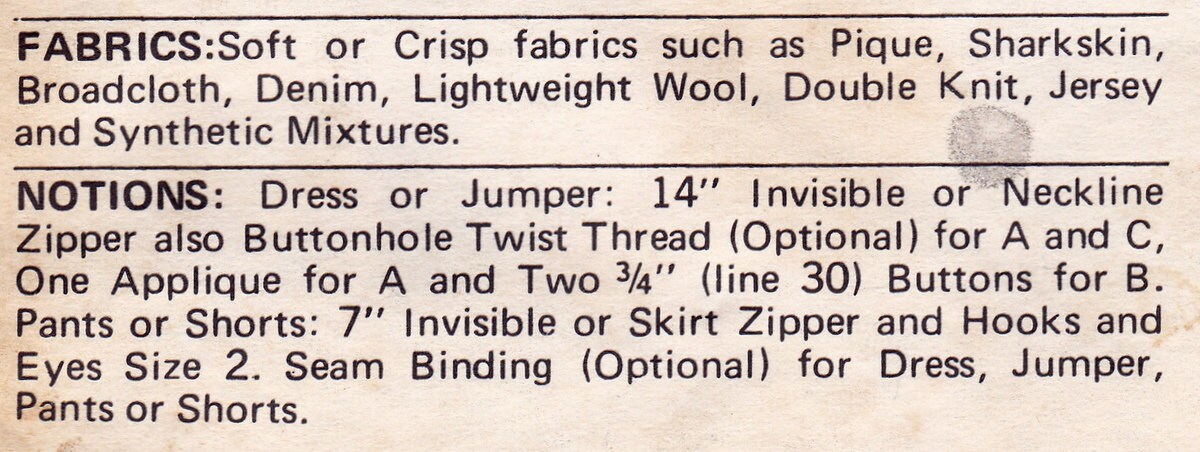 FABRICS:Soft or Crisp fabrics such as Pique, Sharkskin,
Broadcloth, Denim, Lightweight Wool, Double Knit, Jersey
and Synthetic Mixtures.
NOTIONS: Dress or Jumper: 14" Invisible or Neckline
Zipper also Buttonhole Twist Thread (Optional) for A and C,
One Applique for A and Two ¾" (line 30) Buttons for B.
Pants or Shorts: 7" Invisible or Skirt Zipper and Hooks and
Eyes Size 2. Seam Binding (Optional) for Dress, Jumper,
Pants or Shorts.